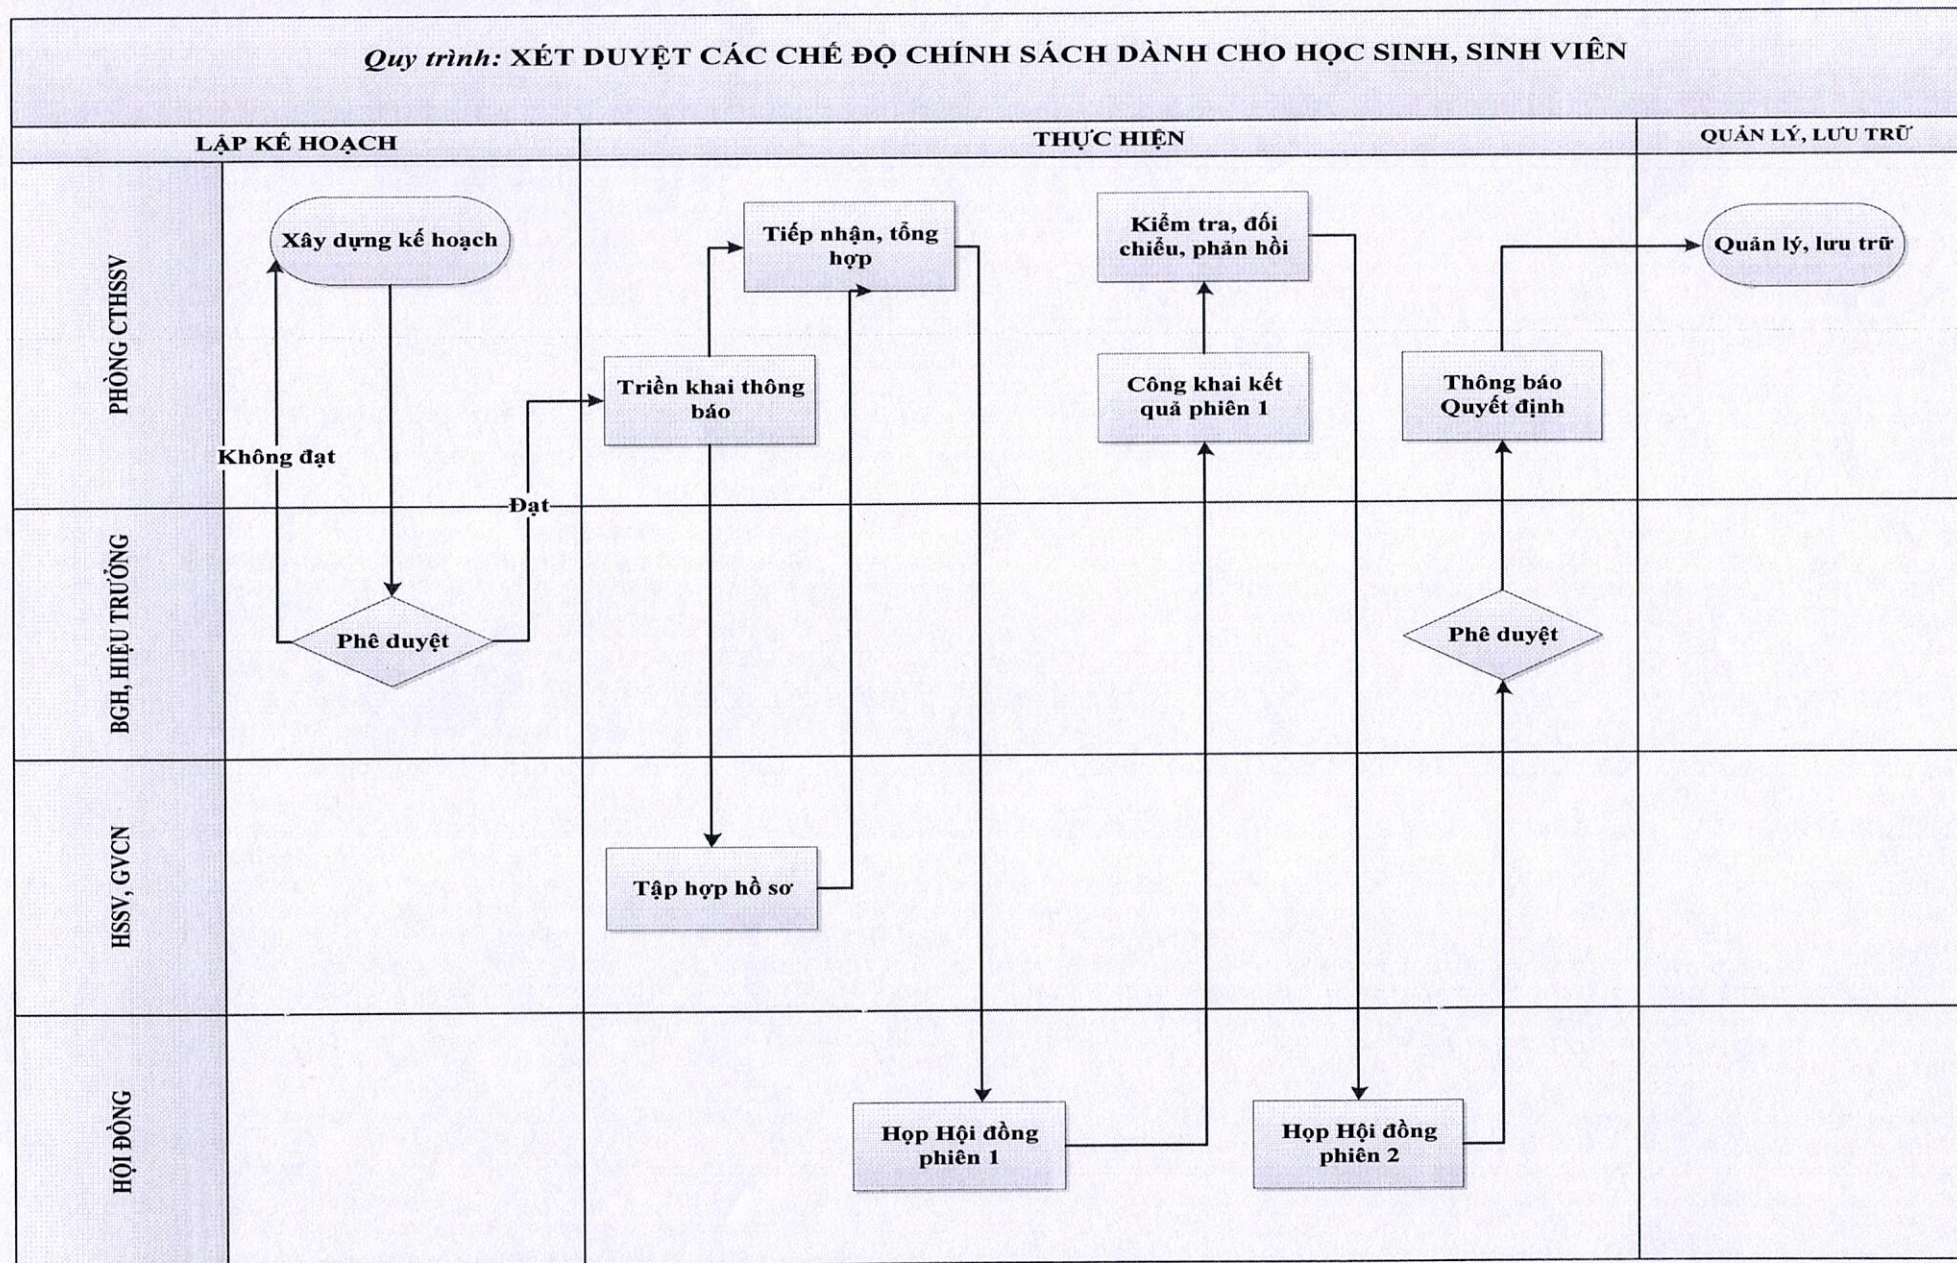 Quy trình: XÉT DUYỆT CÁC CHẾ ĐỘ CHÍNH SÁCH DÀNH CHO HỌC SINH, SINH VIÊN
LẬP KẾ HOẠCH
THỰC HIỆN
QUẢN LÝ, LƯU TRỮ
PHÒNG CTHSSV
Xây dựng kế hoạch
Tiếp nhận, tổng
hợp
Kiểm tra, đối
chiếu, phản hồi
Quản lý, lưu trữ
Triển khai thông
báo
Công khai kết
quả phiên 1
Thông báo
Quyết định
Không đạt
Đạt
BGH, HIỆU TRƯỞNG
Phê duyệt
Phê duyệt
HSSV, GVCN
Tập hợp hồ sơ
HỘI ĐỒNG
Họp Hội đồng
phiên 1
Họp Hội đồng
phiên 2